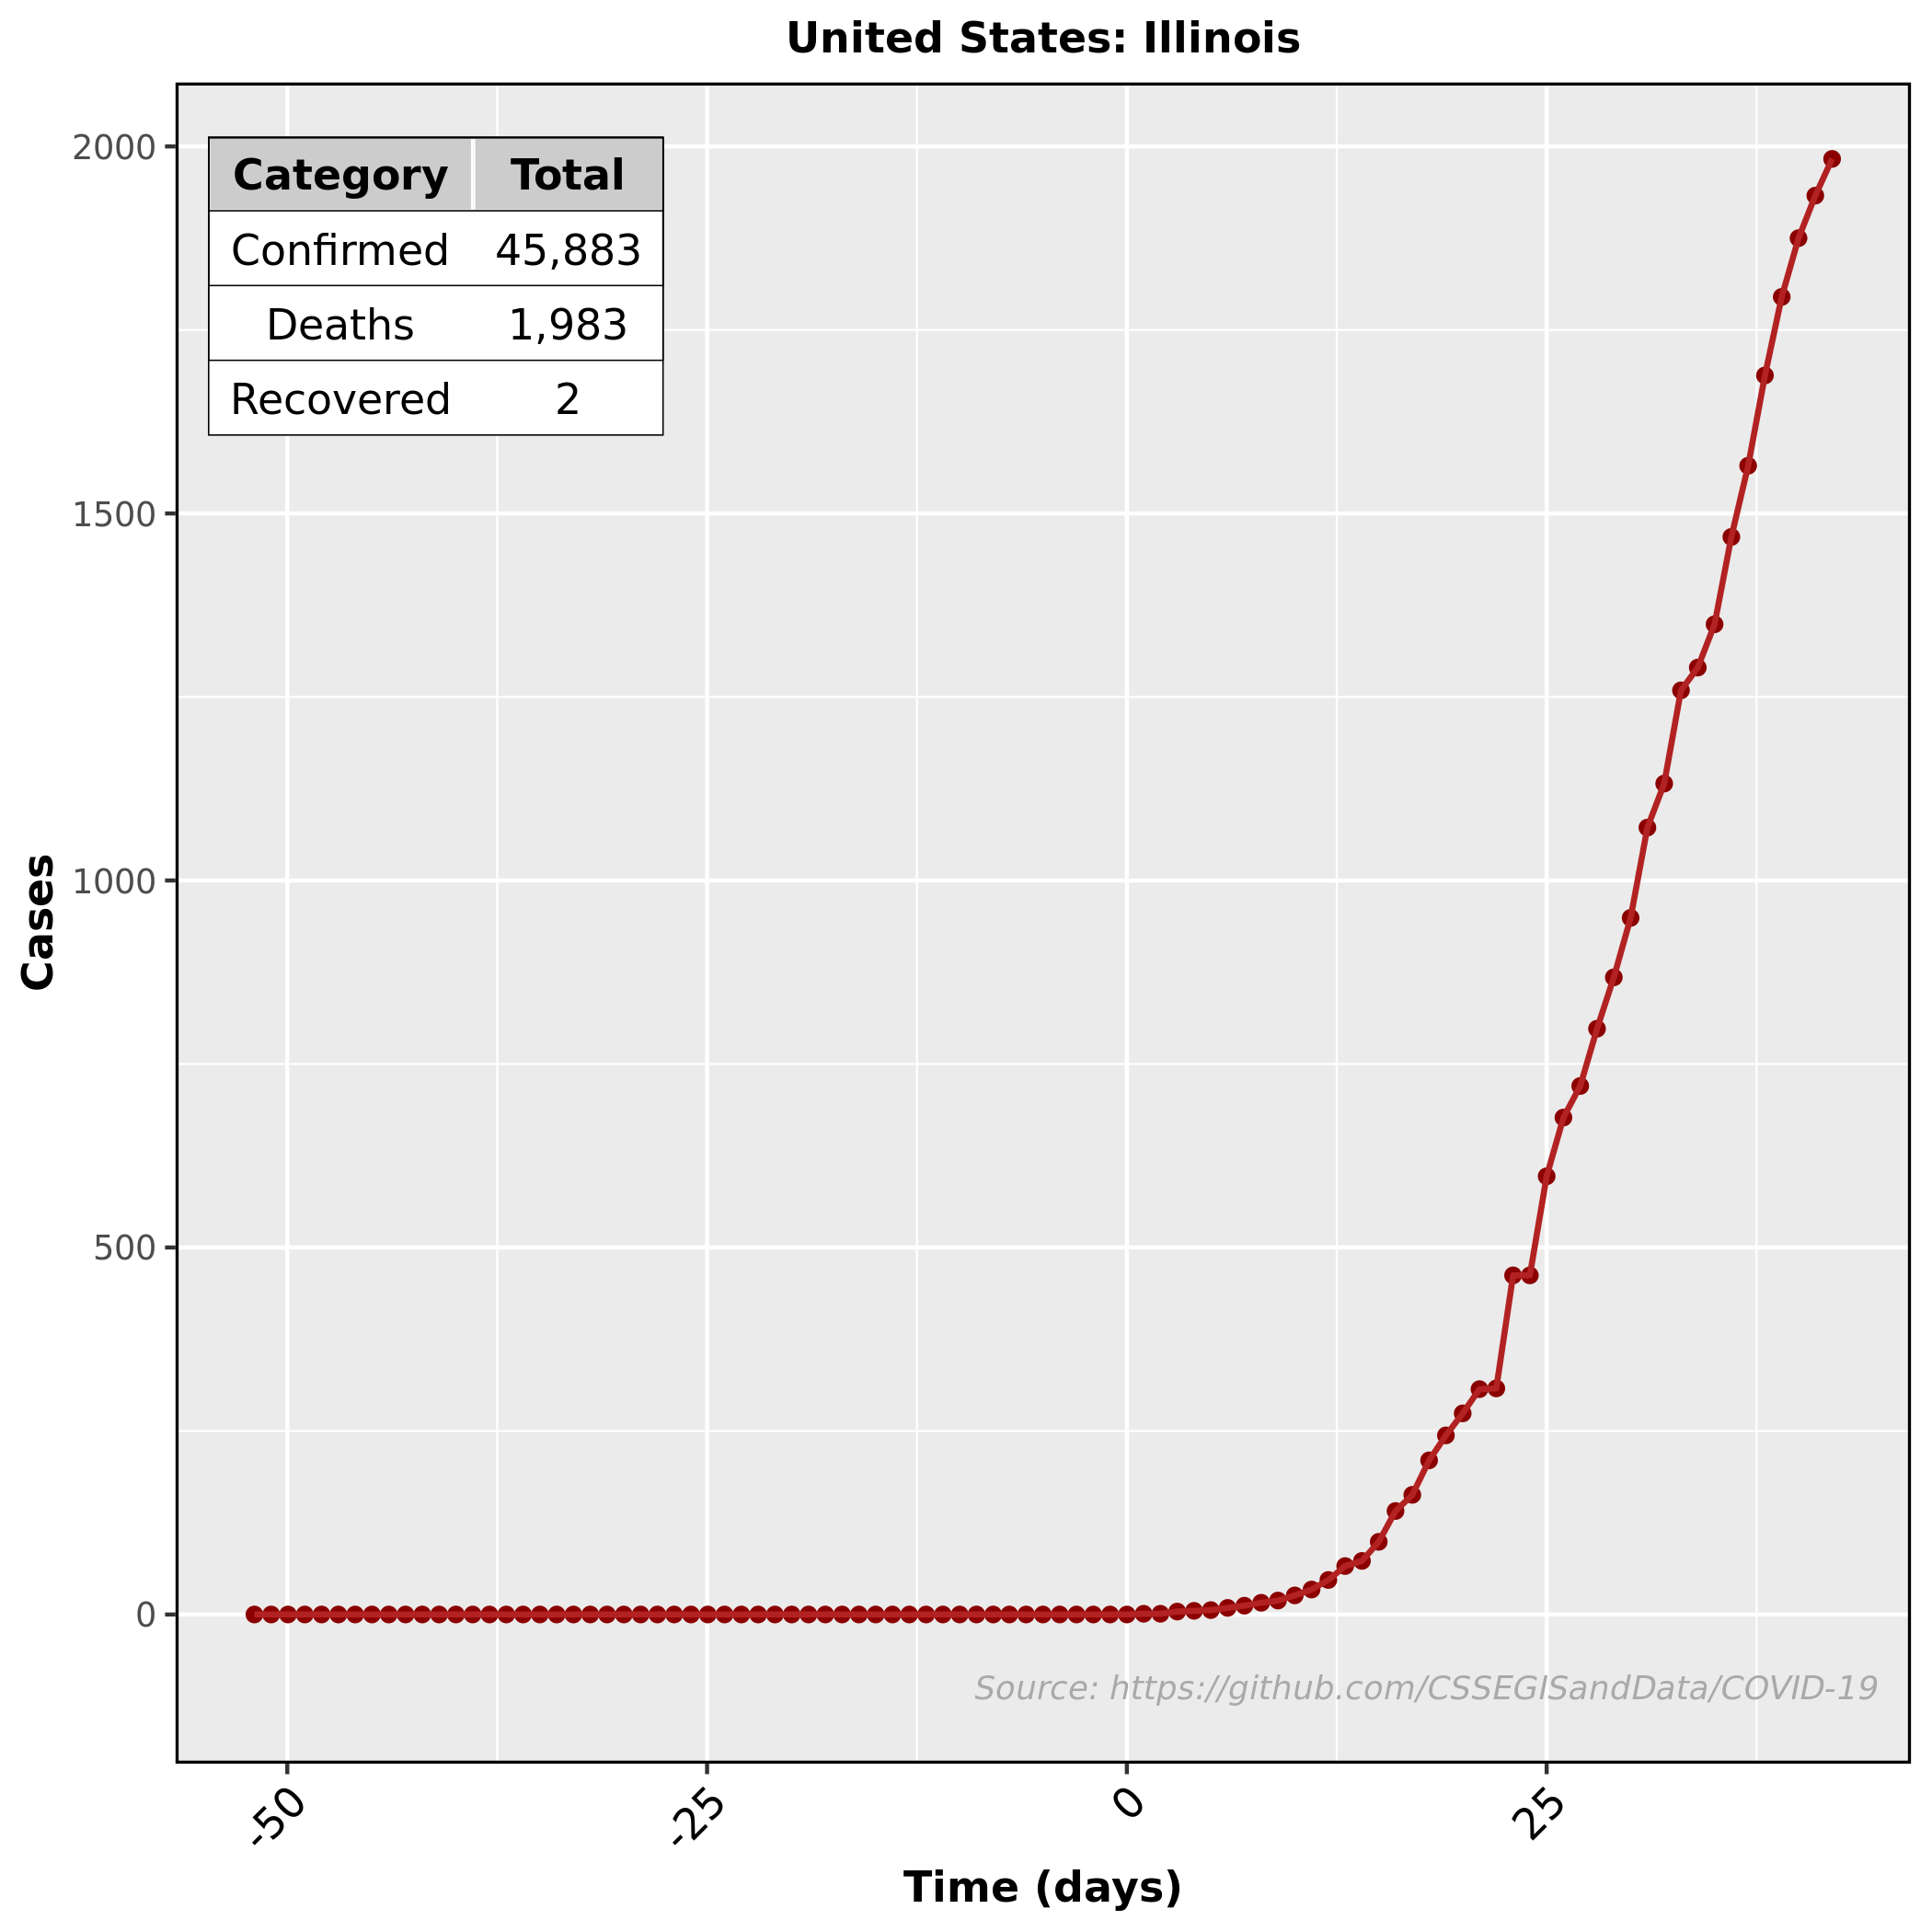 United States: Illinois
Category Total
Confirmed 45,883
Deaths 1,983
Recovered 2
2000
1500
1000
500
0
Cases
Source: https://github.com/CSSEGISandData/COVID-19
-50 -25 0 25
Time (days)